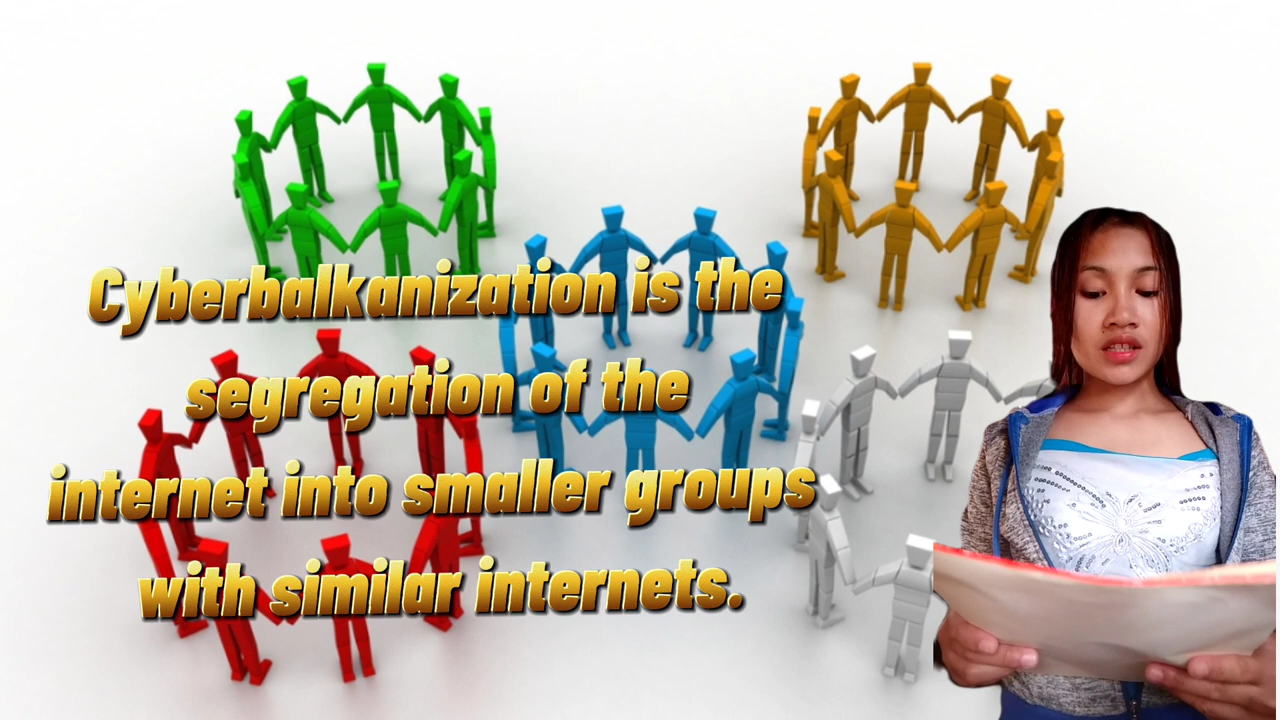 Cyberbalkanization is the
segregation of the
internet into smaller groups
with similar internets.